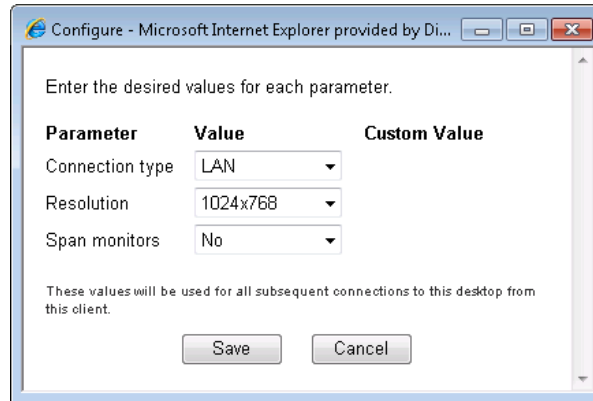 Configure - Microsoft Internet Explorer provided by Di...
Enter the desired values for each parameter.
Parameter Value Custom Value
Connection type LAN
Resolution 1024x768
Span monitors No
These values will be used for all subsequent connections to this desktop from
this client.
Save Cancel